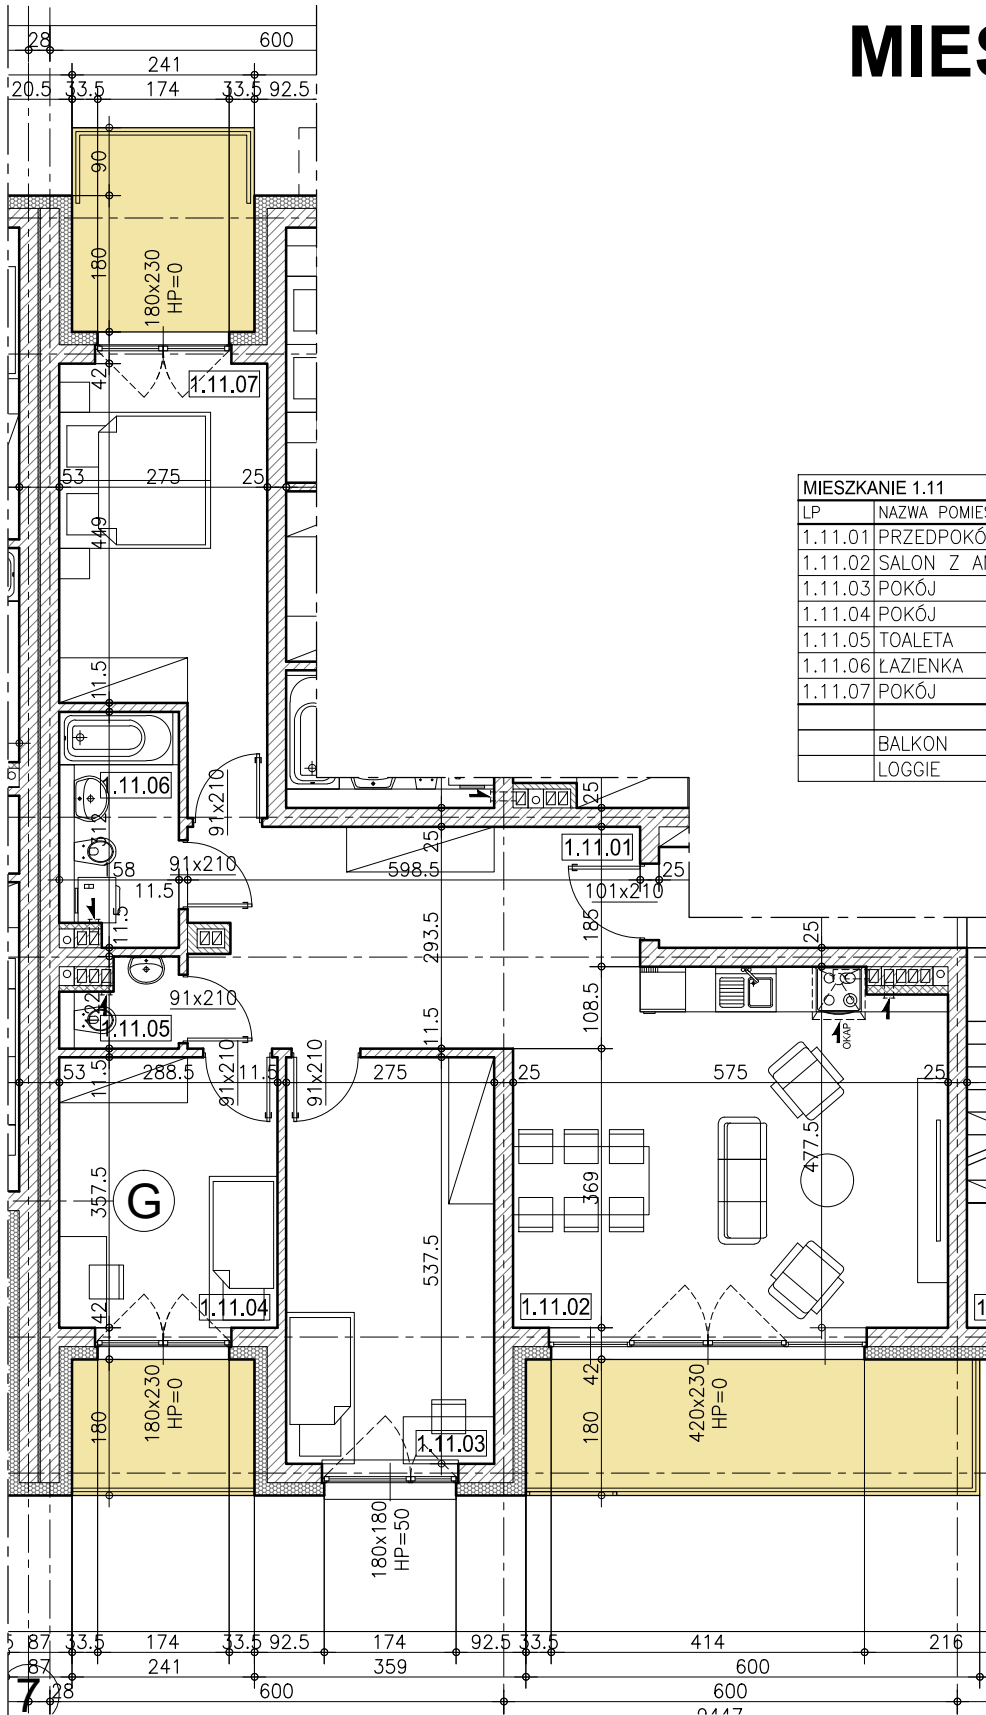 MIES
28 600
241
20.5 33.5 174 33.5 92.5
90
180
180x230
HP=0
42
1.11.07
53 275 25
449
11.5
MIESZKANIE 1.11
LP NAZWA POMIES
1.11.01 PRZEDPOKÓ
1.11.02 SALON Z
1.11.03 POKÓJ
1.11.04 POKÓJ
1.11.05 TOALETA
1.11.06 ŁAZIENKA
1.11.07 POKÓJ
BALKON
LOGGIE
1.11.06
91x210
312
25
25
1.11.01
58
91x210
598.5
101x210
25
11.5
11.5
293.5
185
25
91x210
1.11.05
11.5
108.5
OKAP
11.5
53 288.5 11.5 275 25 575 25
91x210
91x210
357.5
G
369
477.5
537.5
42
1.11.04
1.11.02
180x230
HP=0
180
42
180
420x230
HP=0
1.11.03
180x180
HP=50
87 33.5 174 33.5 92.5 174 92.5 33.5 414 216
87 241 359 600
7 28 600 600
9447